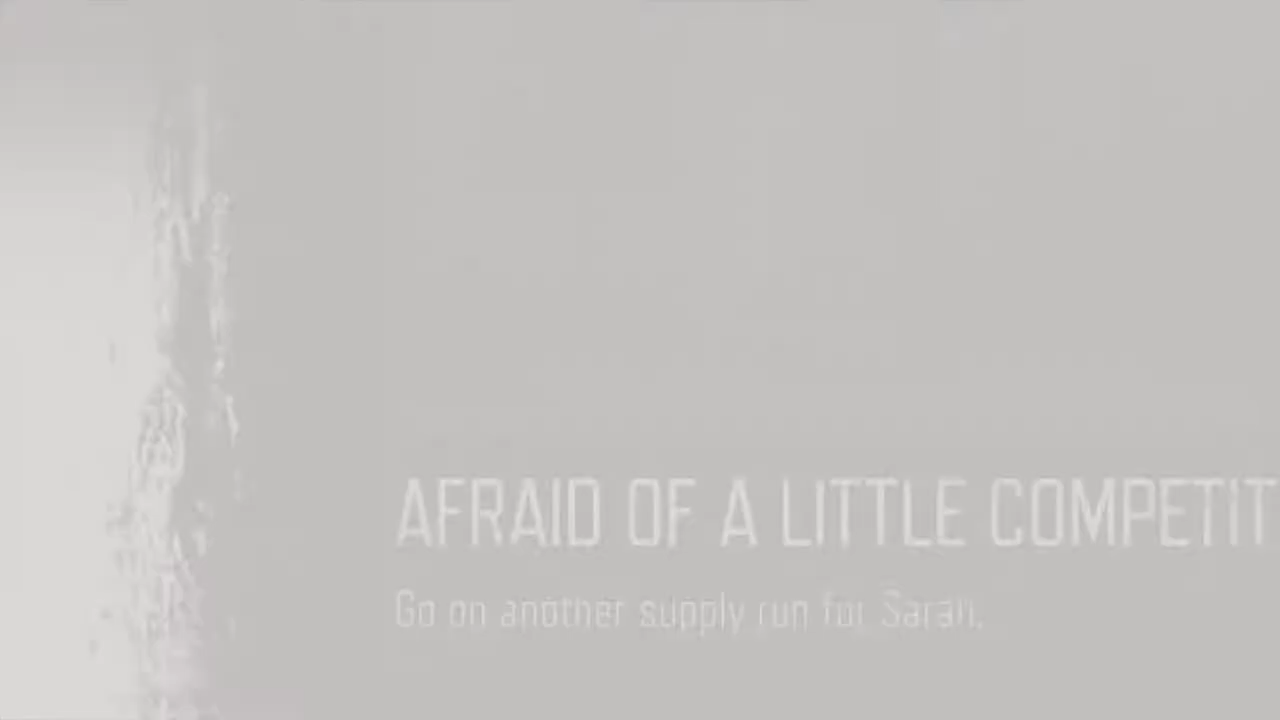 AFRAID OF A LITTLE COMPETIT
Go on another supply run for Sarah.